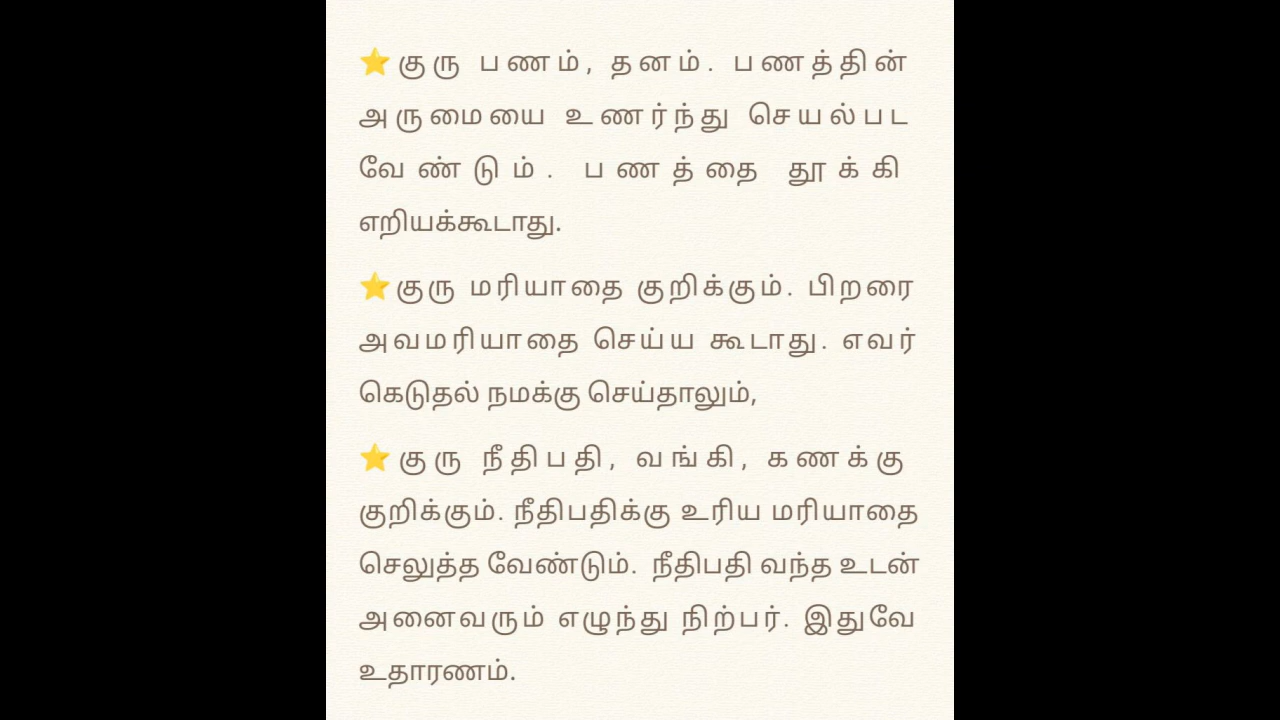 ⭐குரு பணம், தனம். பணத்தின்
அருமையை உணர்ந்து செயல்பட
வேண்டும். பணத்தை தூக்கி
எறியக்கூடாது.
⭐குரு மரியாதை குறிக்கும். பிறரை
அவமரியாதை செய்ய கூடாது. எவர்
கெடுதல் நமக்கு செய்தாலும்,
⭐குரு நீதிபதி, வங்கி, கணக்கு
குறிக்கும். நீதிபதிக்கு உரிய மரியாதை
செலுத்த வேண்டும். நீதிபதி வந்த உடன்
அனைவரும் எழுந்து நிற்பர். இதுவே
உதாரணம்.